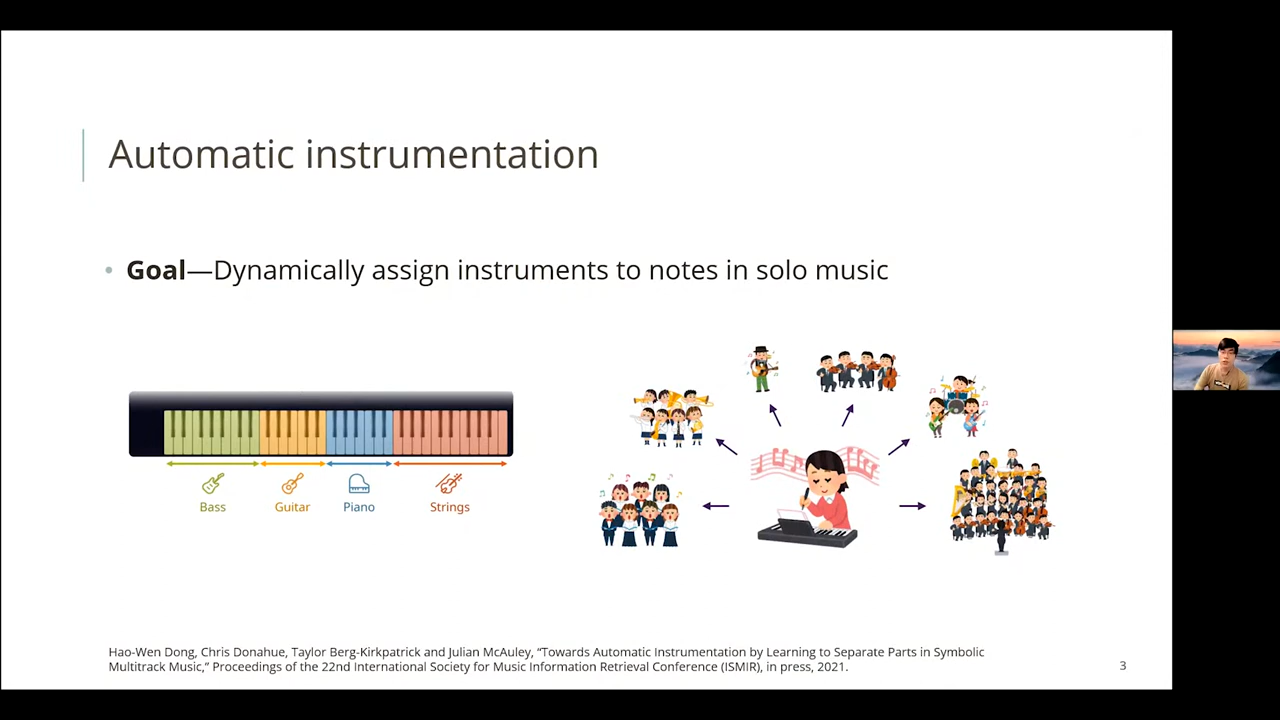 Automatic instrumentation
• Goal—Dynamically assign instruments to notes in solo music
Bass
Guitar
Piano
Strings
Hao-Wen Dong, Chris Donahue, Taylor Berg-Kirkpatrick and Julian McAuley, “Towards Automatic Instrumentation by Learning to Separate Parts in Symbolic
Multitrack Music,” Proceedings of the 22nd International Society for Music Information Retrieval Conference (ISMIR), in press, 2021.
3